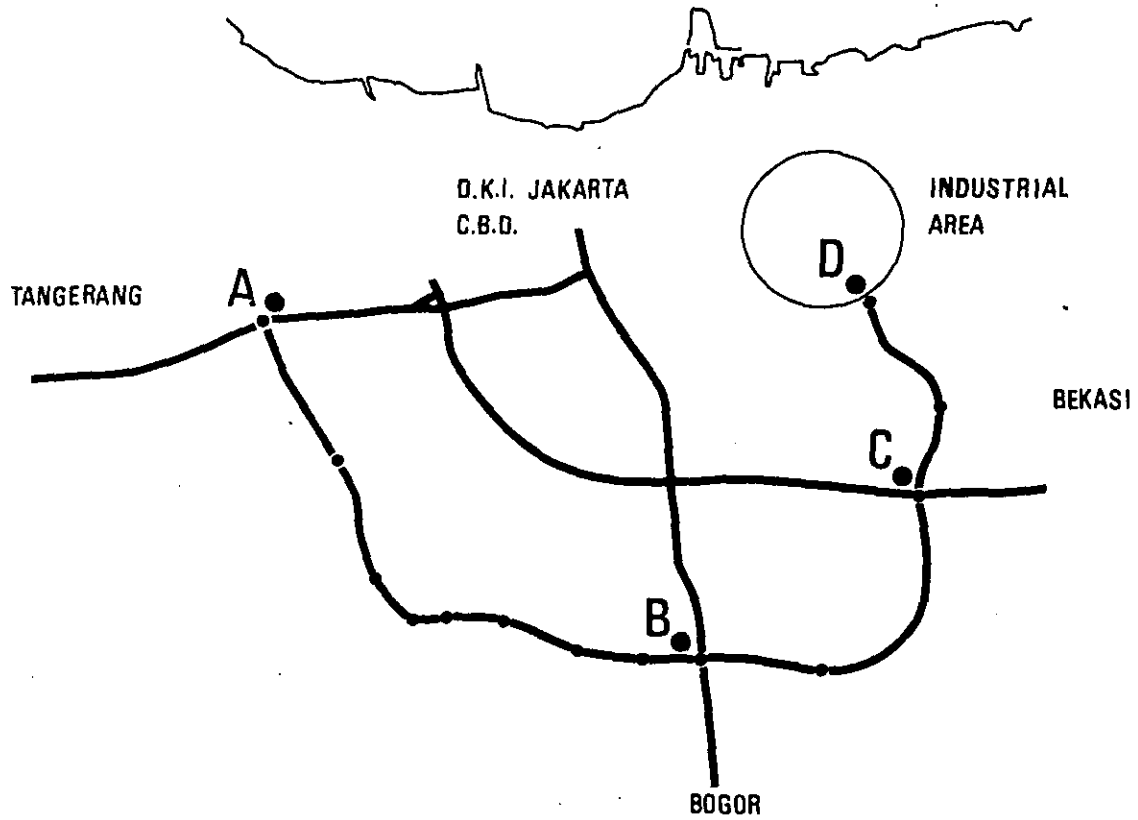 D.K.I. JAKARTA
C.B.D.
INDUSTRIAL
AREA
TANGERANG
A
D
BEKASI
C
B
BOGOR